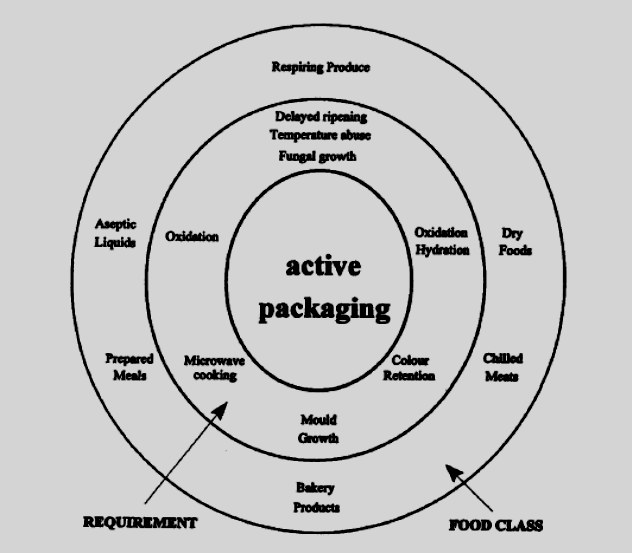 Respiring Produce
Delayed ripening
Temperature abuse
Fungal growth
Aseptic
Liquids
Oxidation
Oxidation
Hydration
Dry
Foods
active
packaging
Prepared
Meals
Microwave
cooking
Colour
Retention
Chilled
Meats
Mould
Growth
Bakery
Products
REQUIREMENT
FOOD CLASS